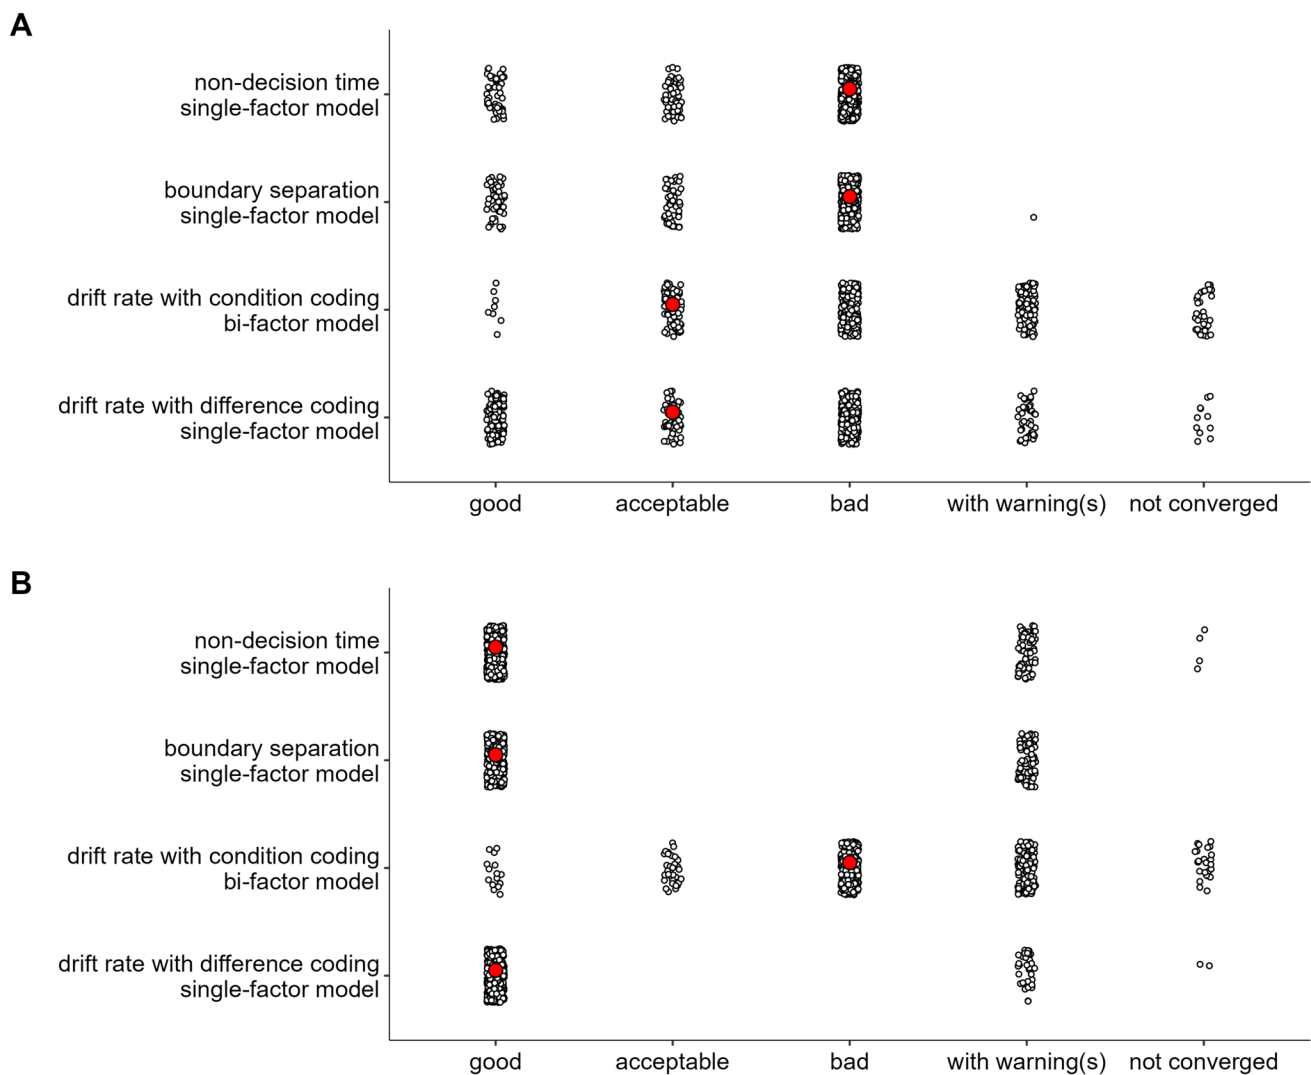 A
non-decision time
single-factor model
boundary separation
single-factor model
drift rate with condition coding
bi-factor model
drift rate with difference coding
single-factor model
good acceptable bad with warning(s) not converged
B
non-decision time
single-factor model
boundary separation
single-factor model
drift rate with condition coding
bi-factor model
drift rate with difference coding
single-factor model
good acceptable bad with warning(s) not converged